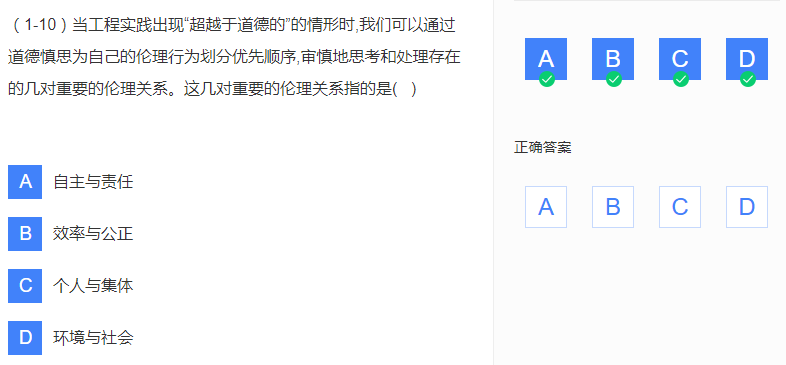 （1-10）当工程实践出现“超越于道德的”的情形时,我们可以通过
道德慎思为自己的伦理行为划分优先顺序,审慎地思考和处理存在
的几对重要的伦理关系。这几对重要的伦理关系指的是( )
A 自主与责任
B 效率与公正
C 个人与集体
D 环境与社会
A B C D
正确答案
A B C D